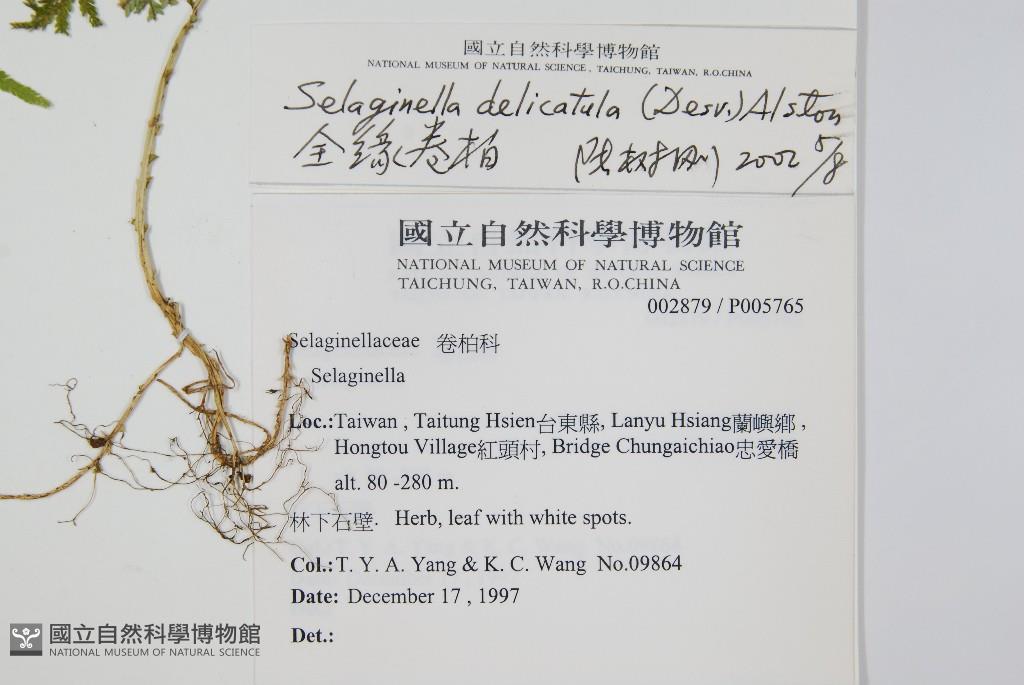 國立自然科學博物館
NATIONAL MUSEUM OF NATURAL SCIENCE, TAICHUNG, TAIWAN, R.O.CHINA
Selaginella delicatula (Desv.) Alston
全緣卷柏 2002 5/8
國立自然科學博物館
NATIONAL MUSEUM OF NATURAL SCIENCE
TAICHUNG, TAIWAN, R.O.CHINA
002879 / P005765
Selaginellaceae 卷柏科
Selaginella
Loc.:Taiwan , Taitung Hsien台東縣, Lanyu Hsiang蘭嶼鄉 ,
Hongtou Village紅頭村, Bridge Chungaichiao忠愛橋
alt. 80 -280 m.
林下石壁. Herb, leaf with white spots.
Col.:T. Y. A. Yang & K. C. Wang No.09864
Date: December 17 , 1997
Det.:
國立自然科學博物館
NATIONAL MUSEUM OF NATURAL SCIENCE